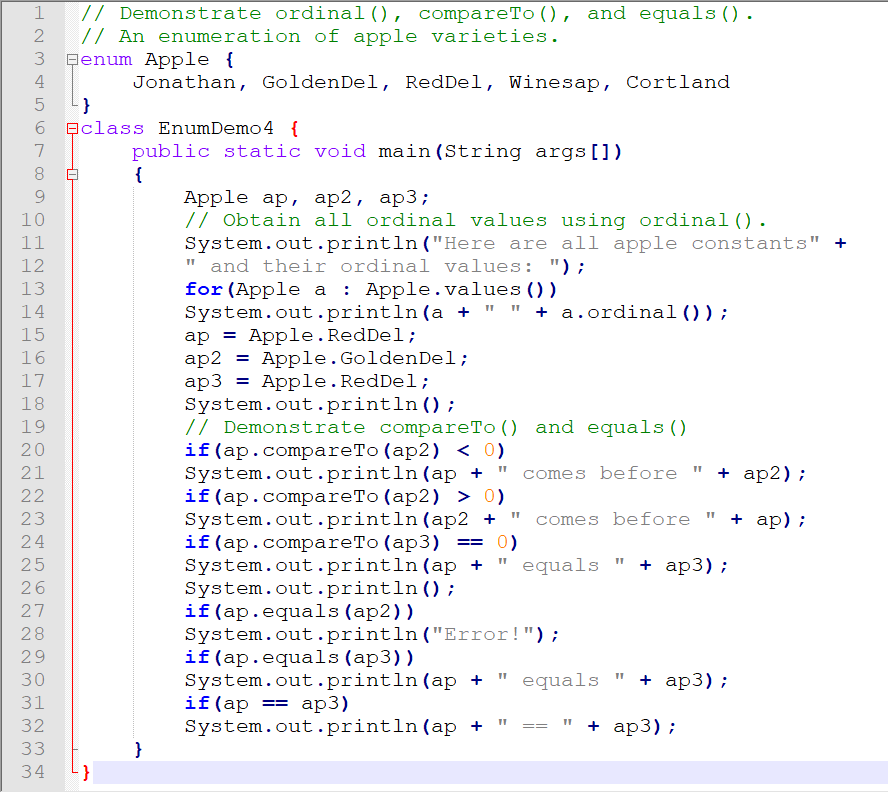 1 // Demonstrate ordinal(), compareTo(), and equals().
2 // An enumeration of apple varieties.
3 enum Apple {
4     Jonathan, GoldenDel, RedDel, Winesap, Cortland
5 }
6 class EnumDemo4 {
7     public static void main(String args[])
8     {
9         Apple ap, ap2, ap3;
10         // Obtain all ordinal values using ordinal().
11         System.out.println("Here are all apple constants" +
12         " and their ordinal values: ");
13         for(Apple a : Apple.values())
14         System.out.println(a + " " + a.ordinal());
15         ap = Apple.RedDel;
16         ap2 = Apple.GoldenDel;
17         ap3 = Apple.RedDel;
18         System.out.println();
19         // Demonstrate compareTo() and equals()
20         if(ap.compareTo(ap2) < 0)
21         System.out.println(ap + " comes before " + ap2);
22         if(ap.compareTo(ap2) > 0)
23         System.out.println(ap2 + " comes before " + ap);
24         if(ap.compareTo(ap3) == 0)
25         System.out.println(ap + " equals " + ap3);
26         System.out.println();
27         if(ap.equals(ap2))
28         System.out.println("Error!");
29         if(ap.equals(ap3))
30         System.out.println(ap + " equals " + ap3);
31         if(ap == ap3)
32         System.out.println(ap + " == " + ap3);
33     }
34 }